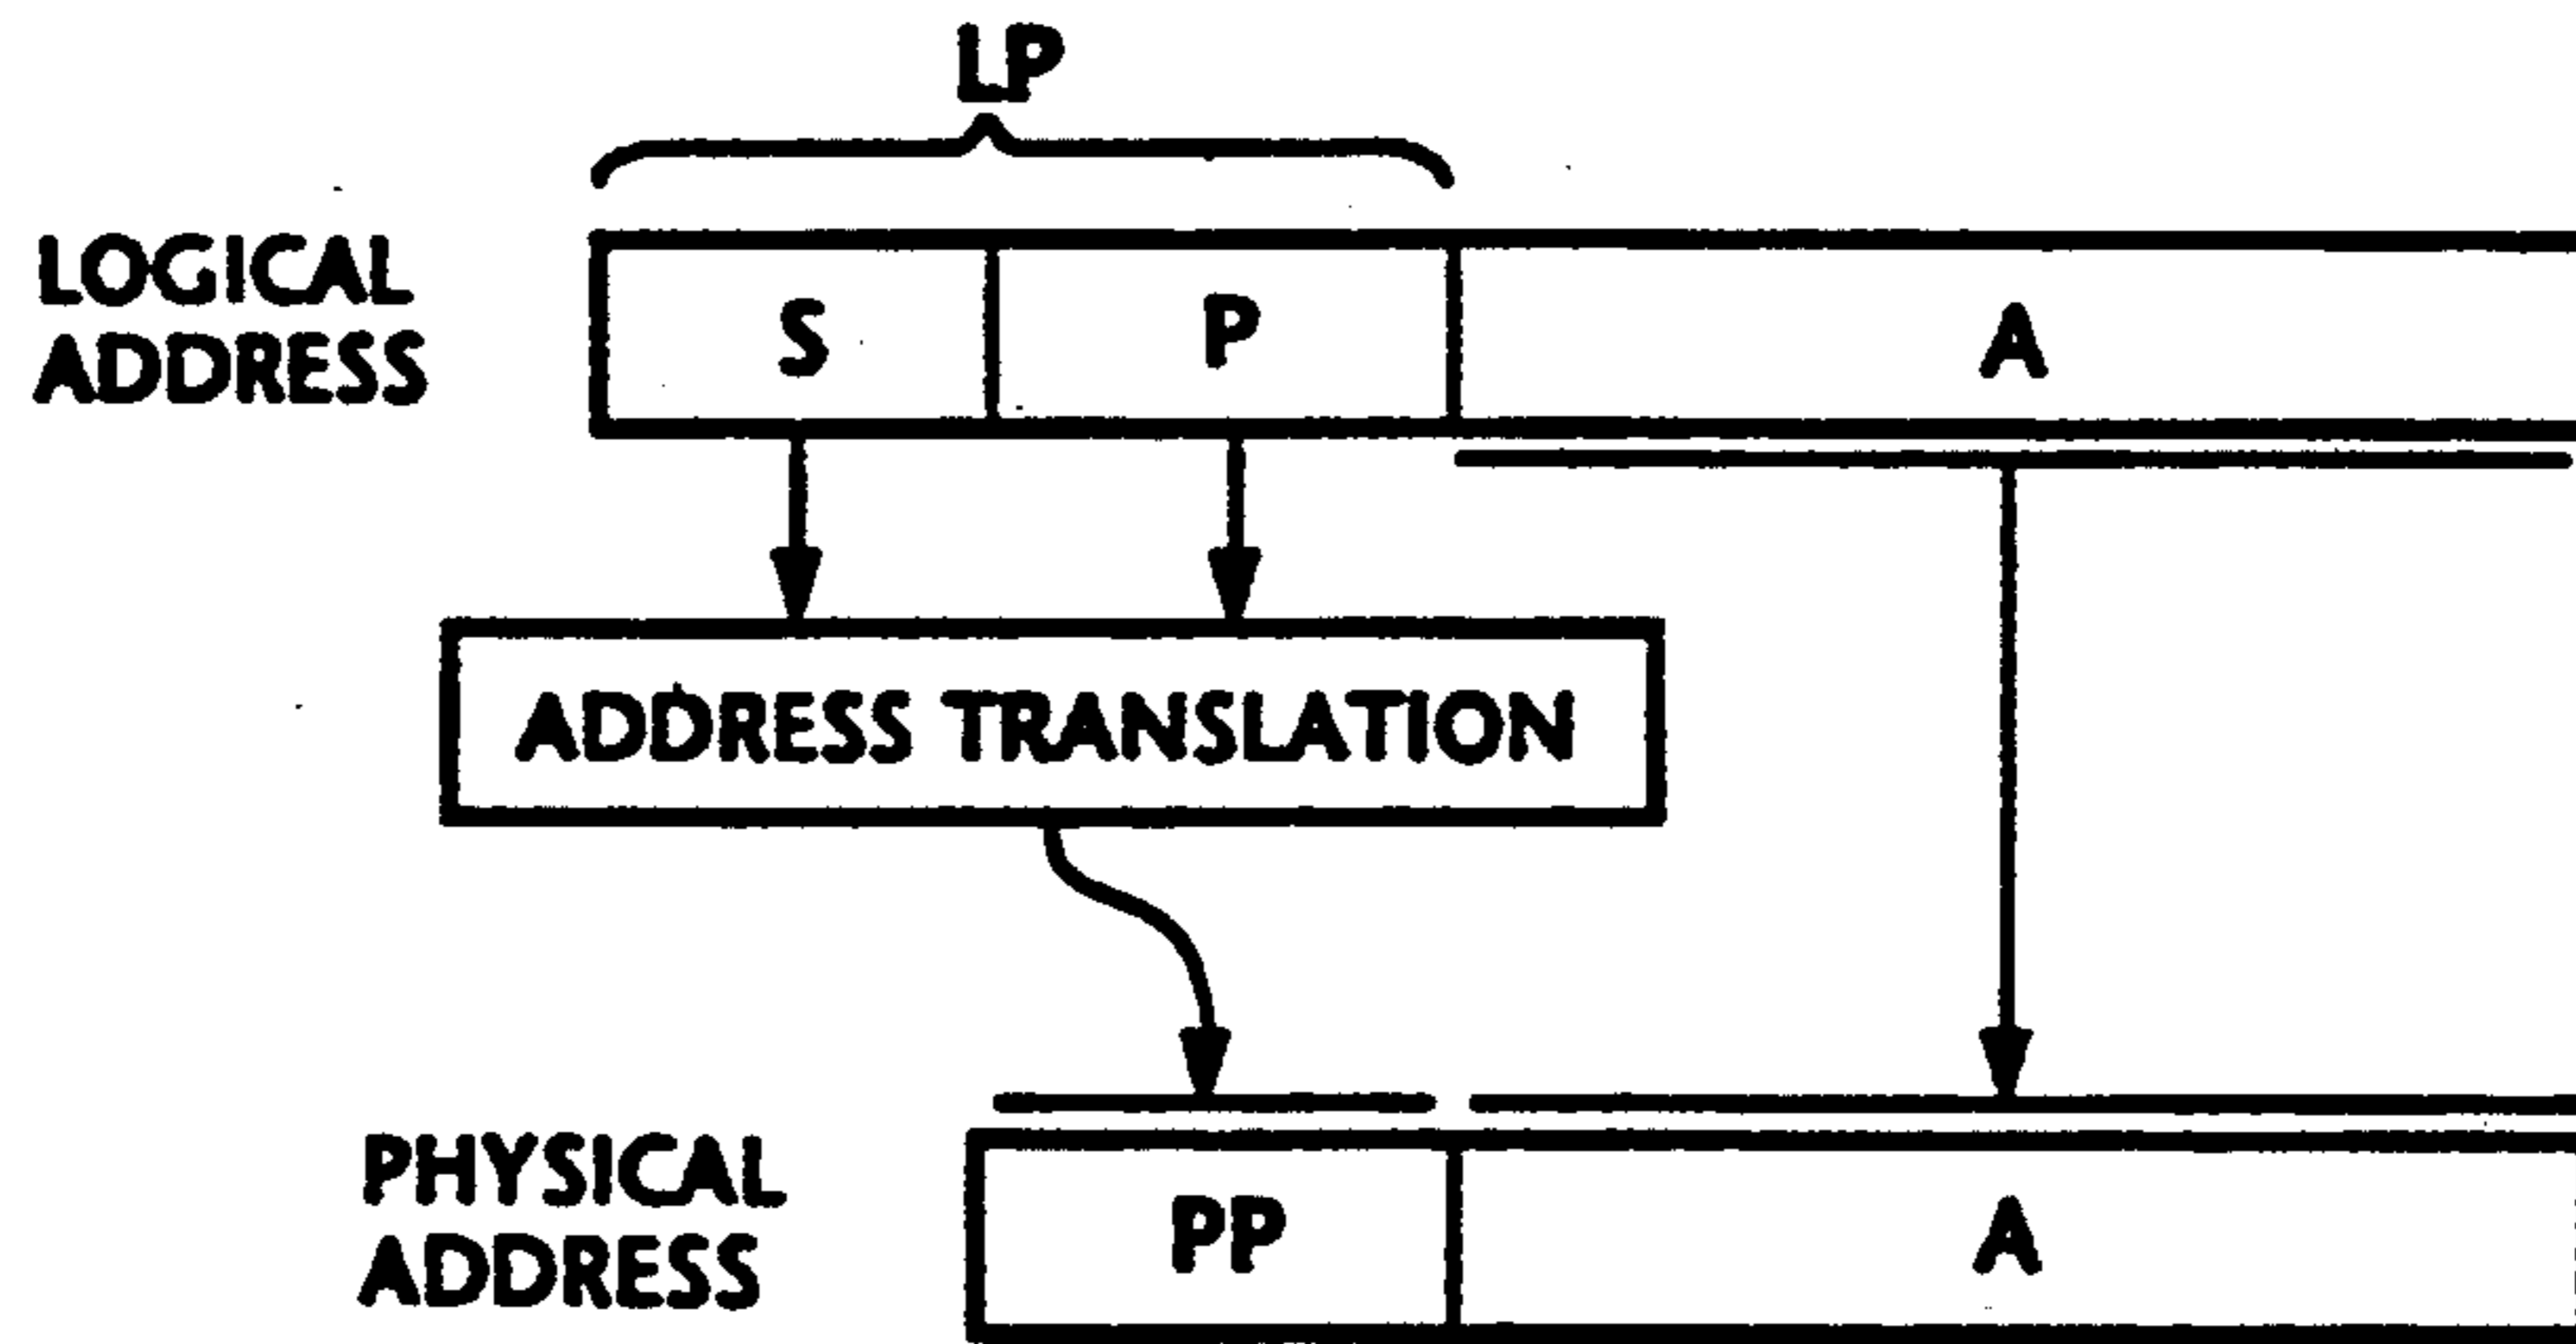 LP
LOGICAL
ADDRESS
S
P
A
ADDRESS TRANSLATION
PHYSICAL
ADDRESS
PP
A